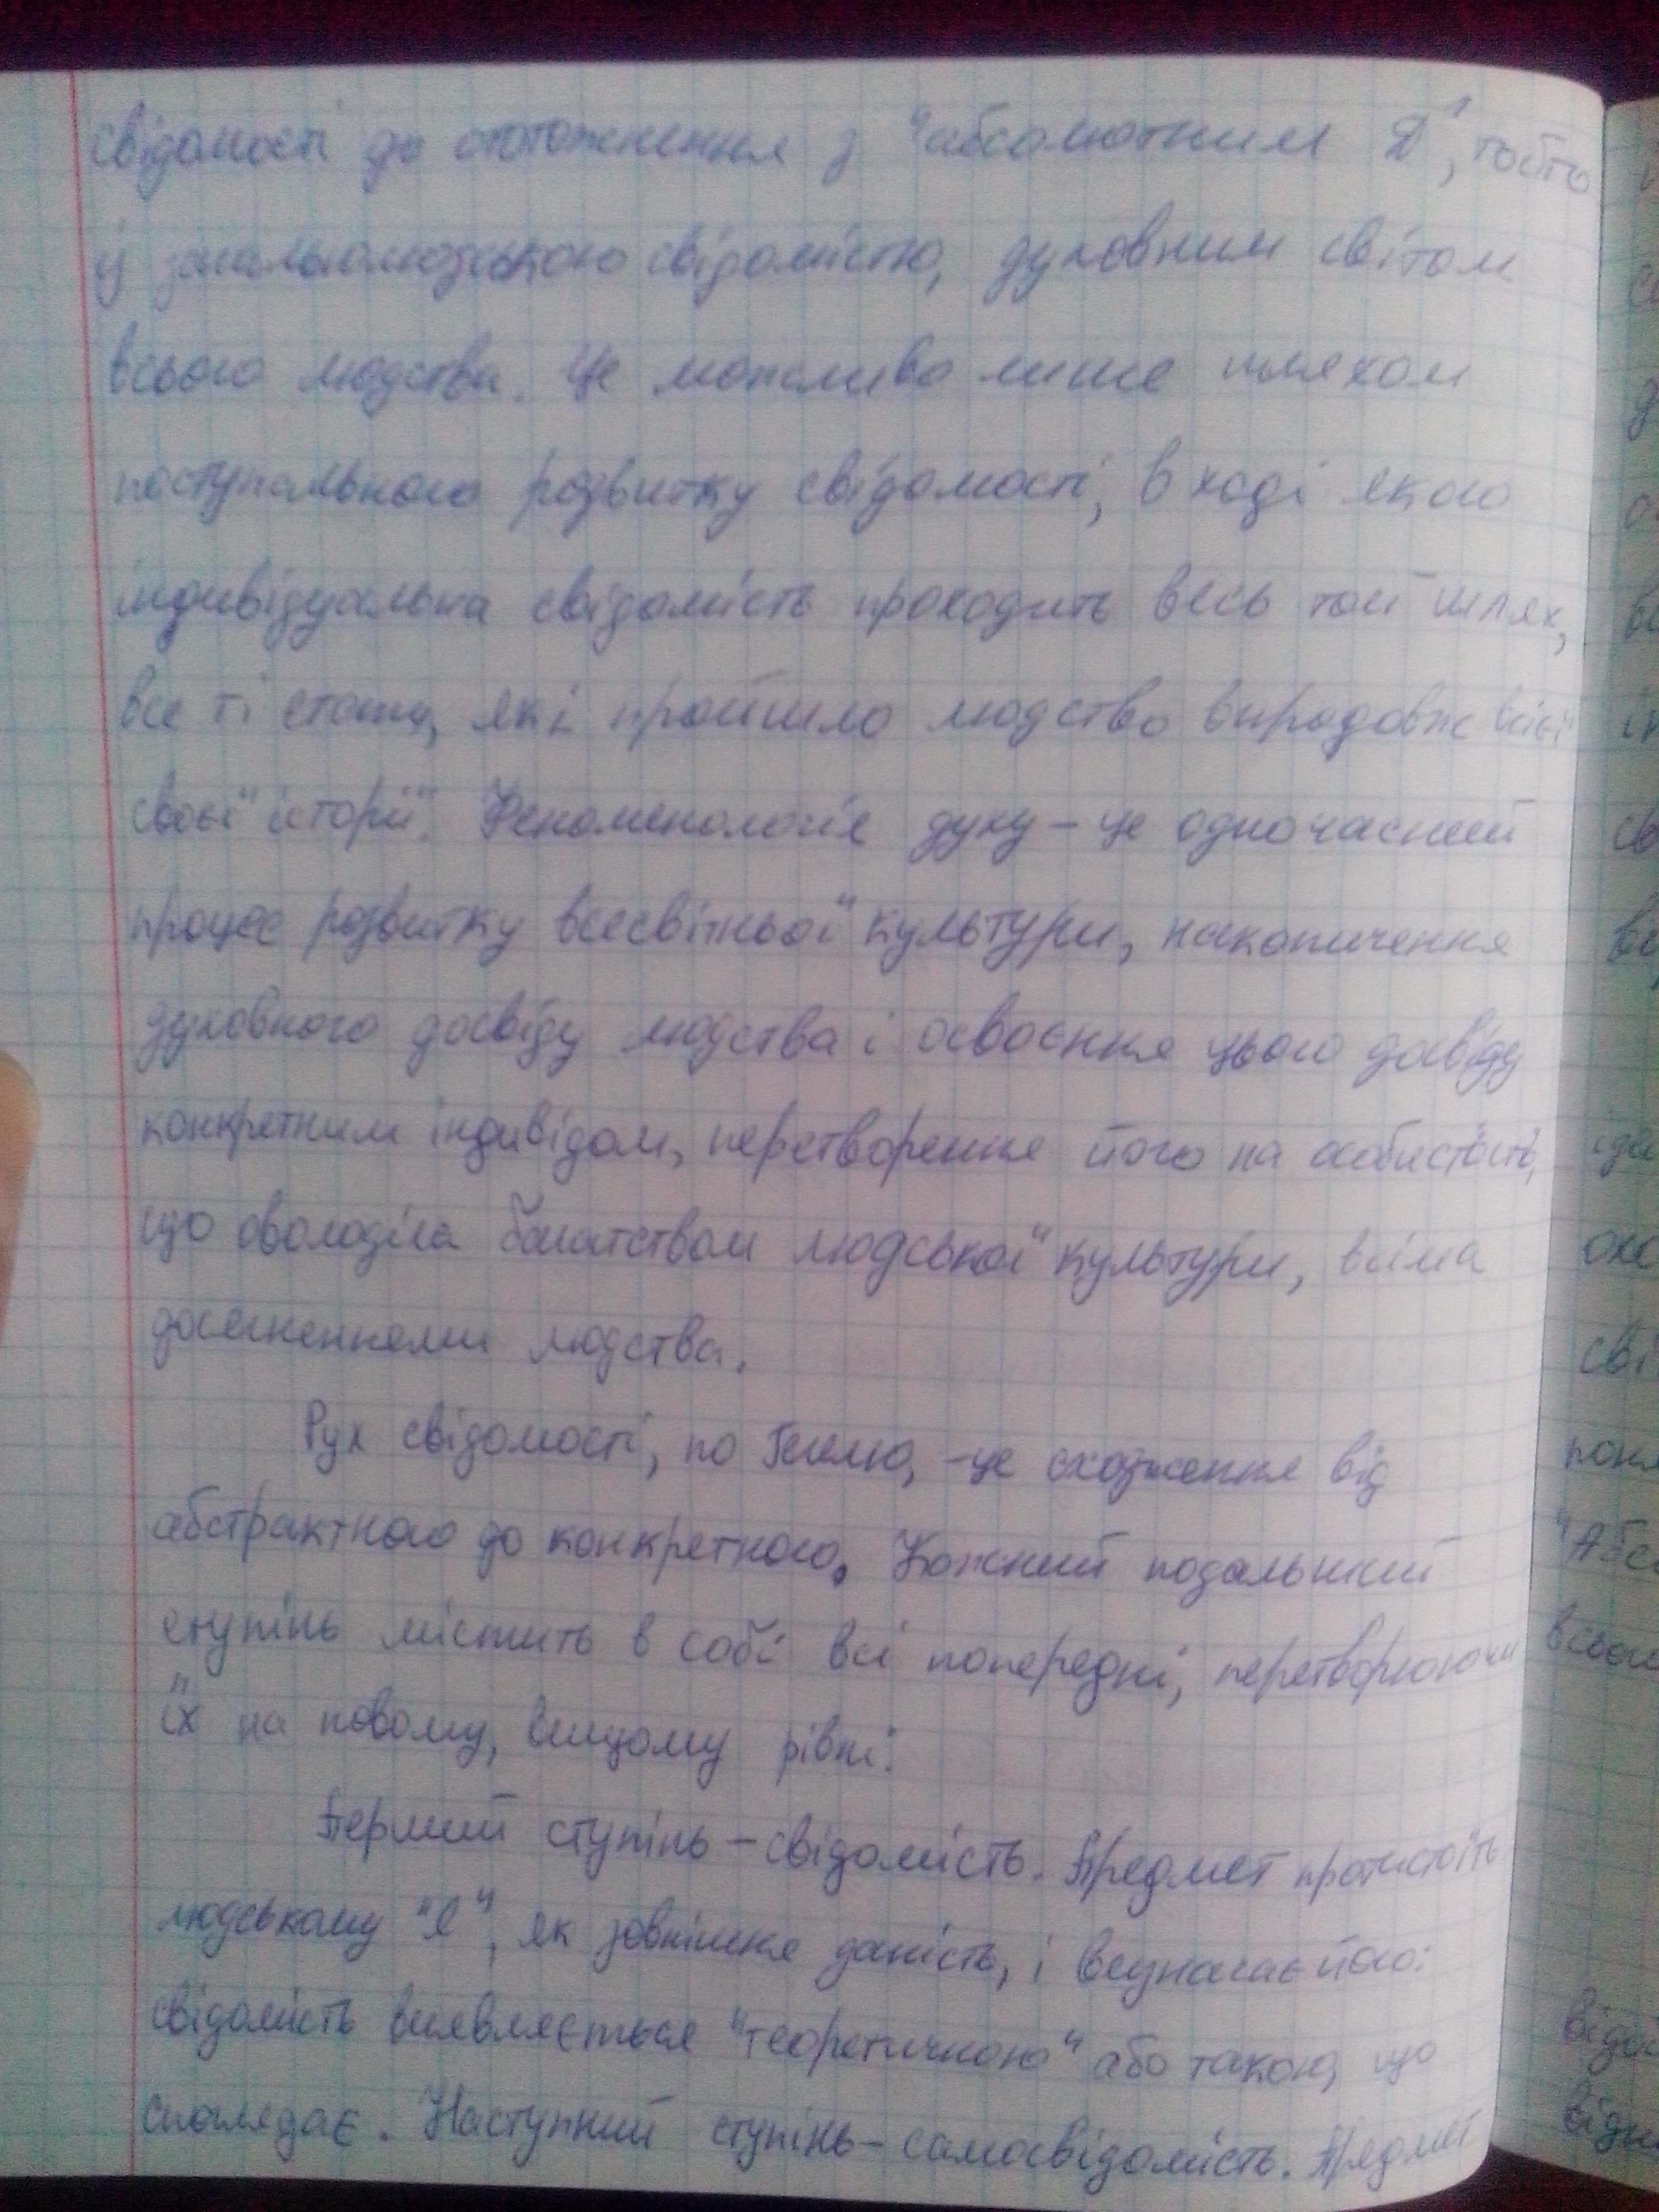 свідомості до ототожнення з "абсолютним Я", тобто
із загальнолюдською свідомістю, духовним світом
всього людства. Це можливо лише шляхом
поступального розвитку свідомості, в ході якого
індивідуальна свідомість проходить весь той шлях,
все ті етапи, які пройшло людство впродовж всієї
своєї історії. Феноменологія духу – це одночасний
процес розвитку всесвітньої культури, накопичення
духовного досвіду людства і освоєння цього досвіду
конкретним індивідом, перетворення його на особистість,
що оволоділа багатством людської культури, всіма
досягненнями людства.
Рух свідомості, по Гегелю, – це сходження від
абстрактного до конкретного. Кожний подальший
ступінь містить в собі всі попередні, перетворюючи
їх на новому, вищому рівні.
Перший ступінь – свідомість. Предмет протистоїть
людському "Я", як зовнішня даність, і визначає його:
свідомість виявляється "теоретичною" або такою, що
споглядає. Наступний ступінь – самосвідомість. Предмет